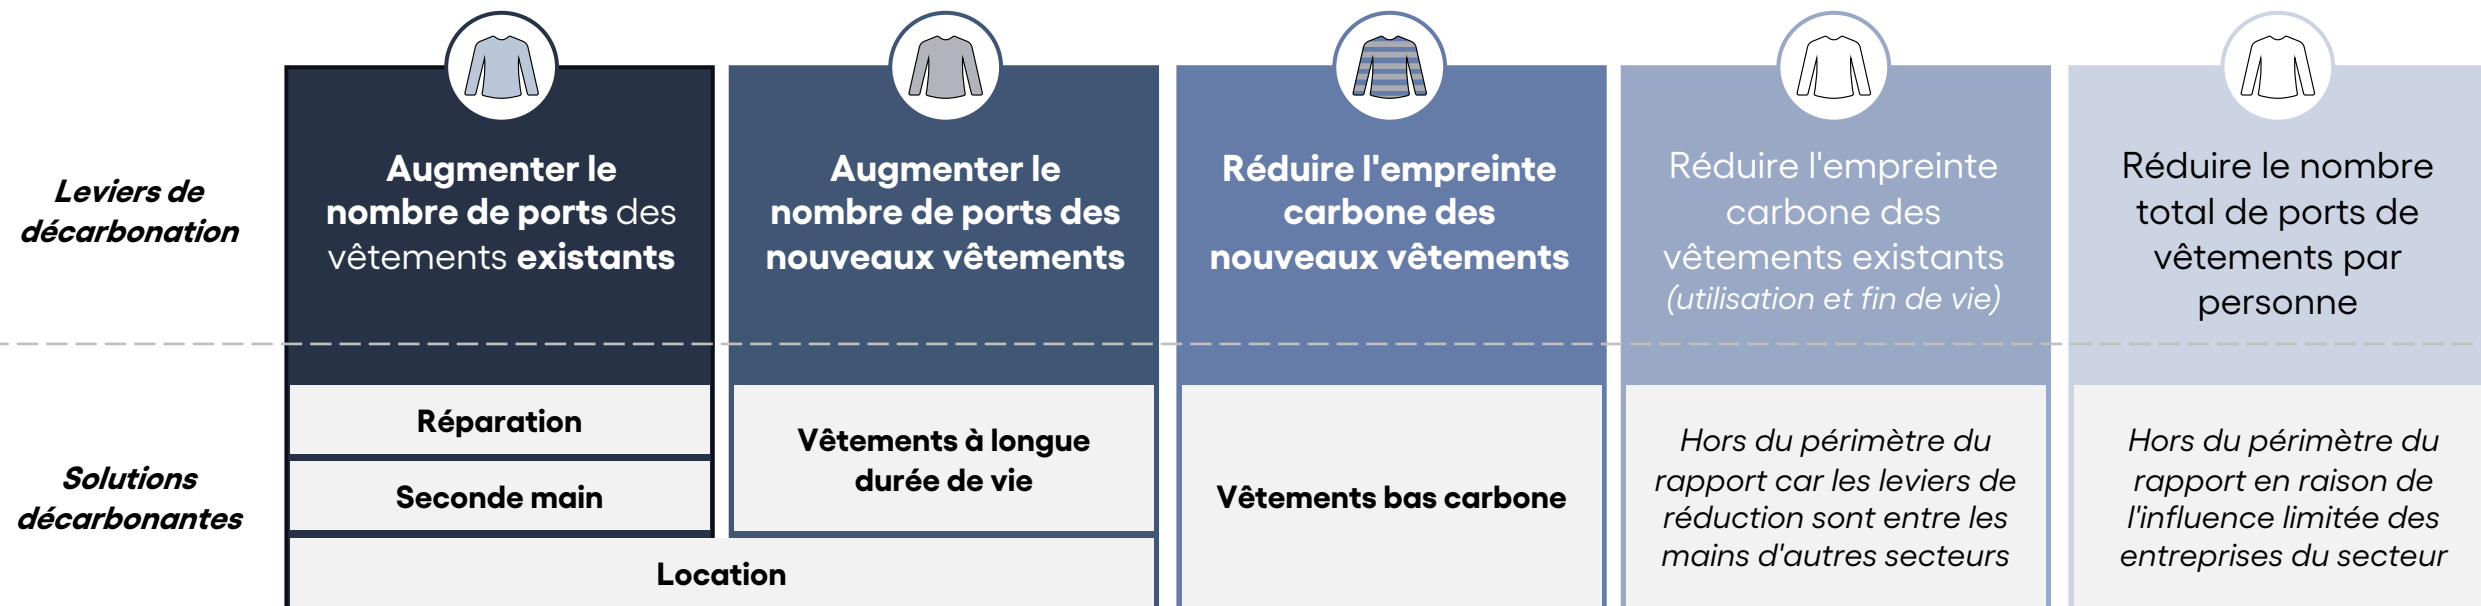 Leviers de
décarbonation
Augmenter le
nombre de ports des
vêtements existants
Augmenter le
nombre de ports des
nouveaux vêtements
Réduire l'empreinte
carbone des
nouveaux vêtements
Réduire l'empreinte
carbone des
vêtements existants
(utilisation et fin de vie)
Réduire le nombre
total de ports de
vêtements par
personne
Solutions
décarbonantes
Réparation
Seconde main
Location
Vêtements à longue
durée de vie
Vêtements bas carbone
Hors du périmètre du
rapport car les leviers de
réduction sont entre les
mains d'autres secteurs
Hors du périmètre du
rapport en raison de
l'influence limitée des
entreprises du secteur